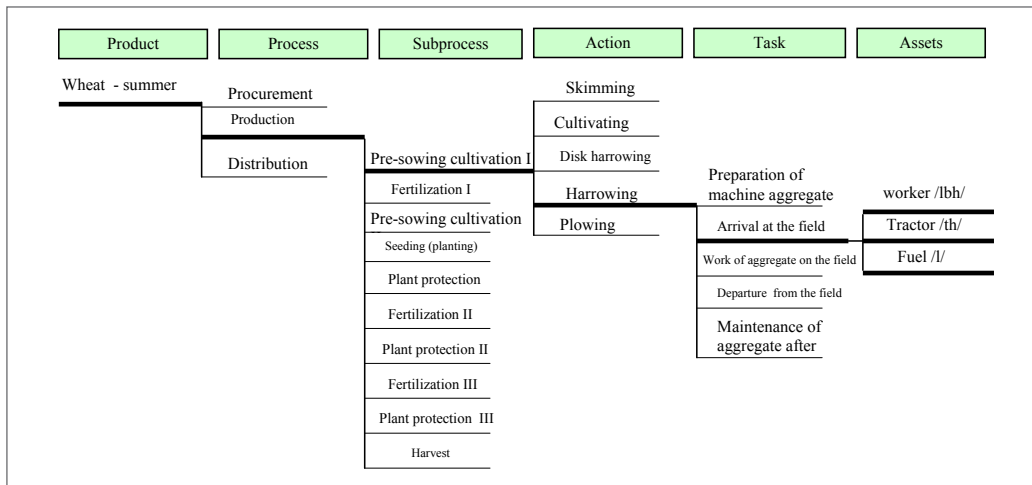 Product
Process
Subprocess
Action
Task
Assets
Wheat - summer
Procurement
Production
Distribution
Pre-sowing cultivation I
Fertilization I
Pre-sowing cultivation
Seeding (planting)
Plant protection
Fertilization II
Plant protection II
Fertilization III
Plant protection III
Harvest
Skimming
Cultivating
Disk harrowing
Harrowing
Plowing
Preparation of
machine aggregate
Arrival at the field
Work of aggregate on the field
Departure from the field
Maintenance of
aggregate after
worker /lbh/
Tractor /th/
Fuel /l/